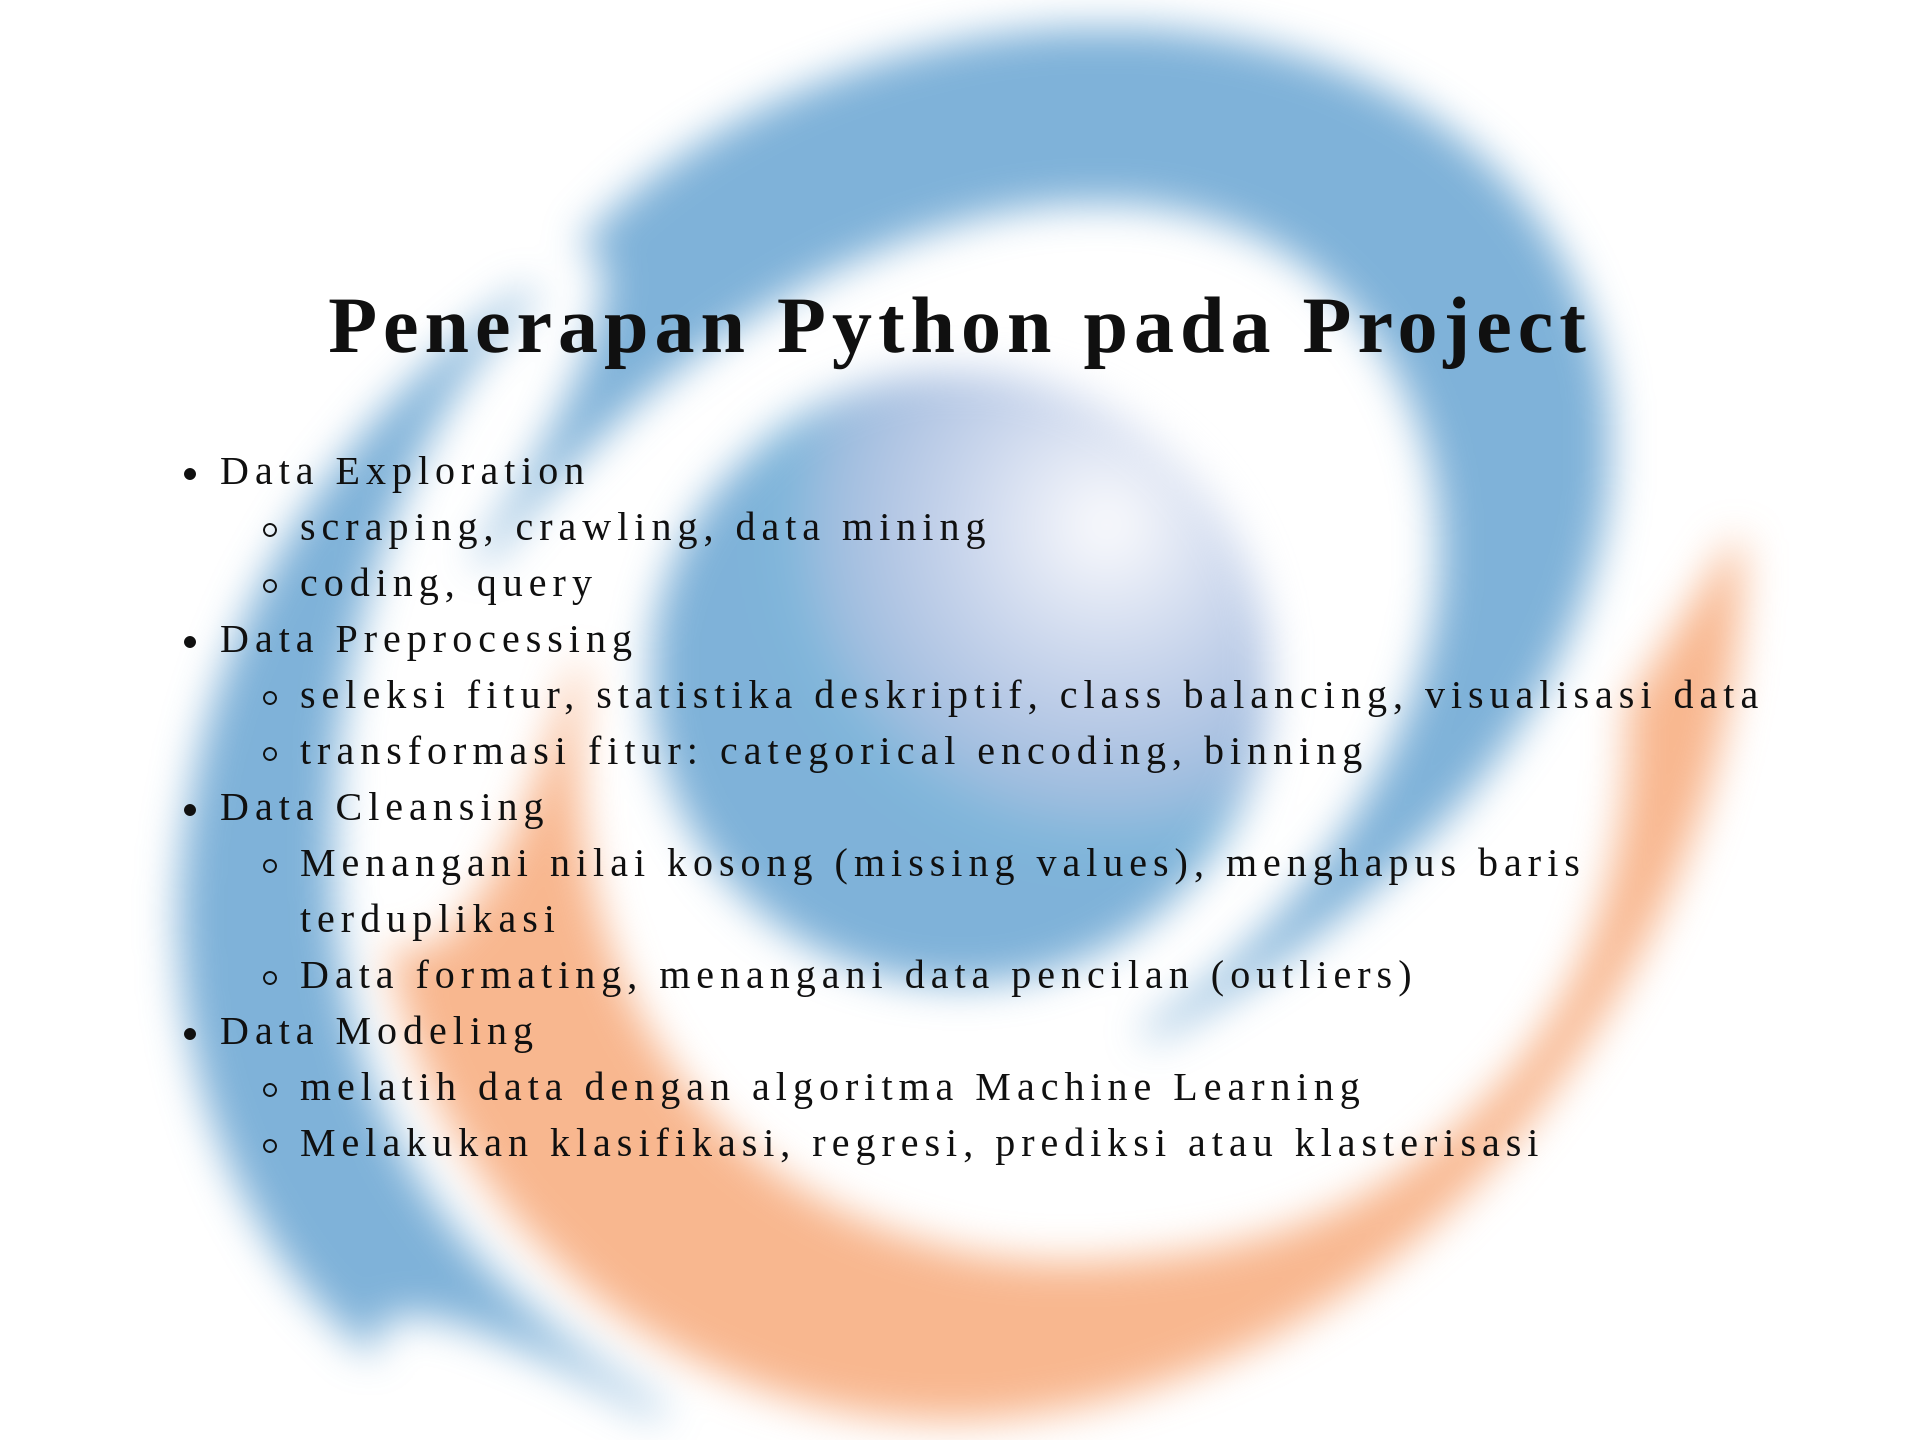 Penerapan Python pada Project
Data Exploration
scraping, crawling, data mining
coding, query
Data Preprocessing
seleksi fitur, statistika deskriptif, class balancing, visualisasi data
transformasi fitur: categorical encoding, binning
Data Cleansing
Menangani nilai kosong (missing values), menghapus baris
terduplikasi
Data formating, menangani data pencilan (outliers)
Data Modeling
melatih data dengan algoritma Machine Learning
Melakukan klasifikasi, regresi, prediksi atau klasterisasi